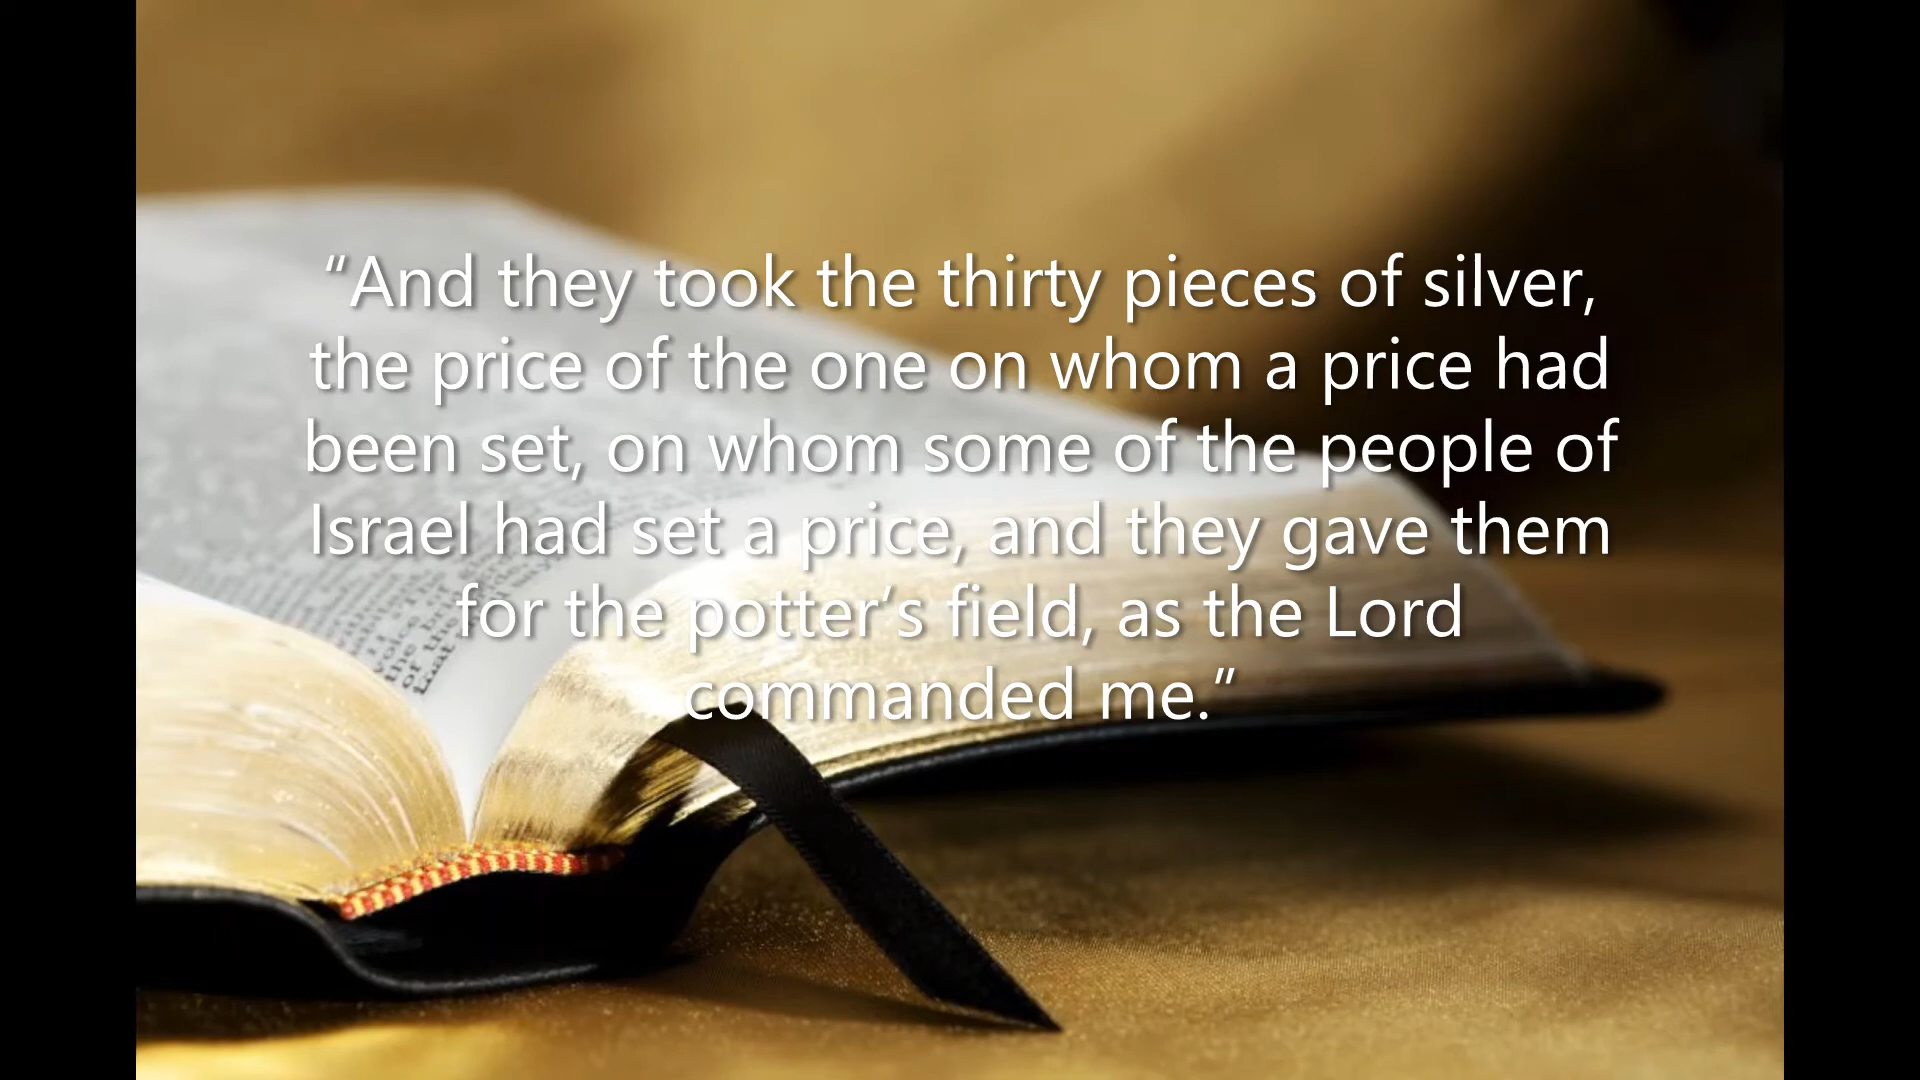 “And they took the thirty pieces of silver,
the price of the one on whom a price had
been set, on whom some of the people of
Israel had set a price, and they gave them
for the potter’s field, as the Lord
commanded me.”